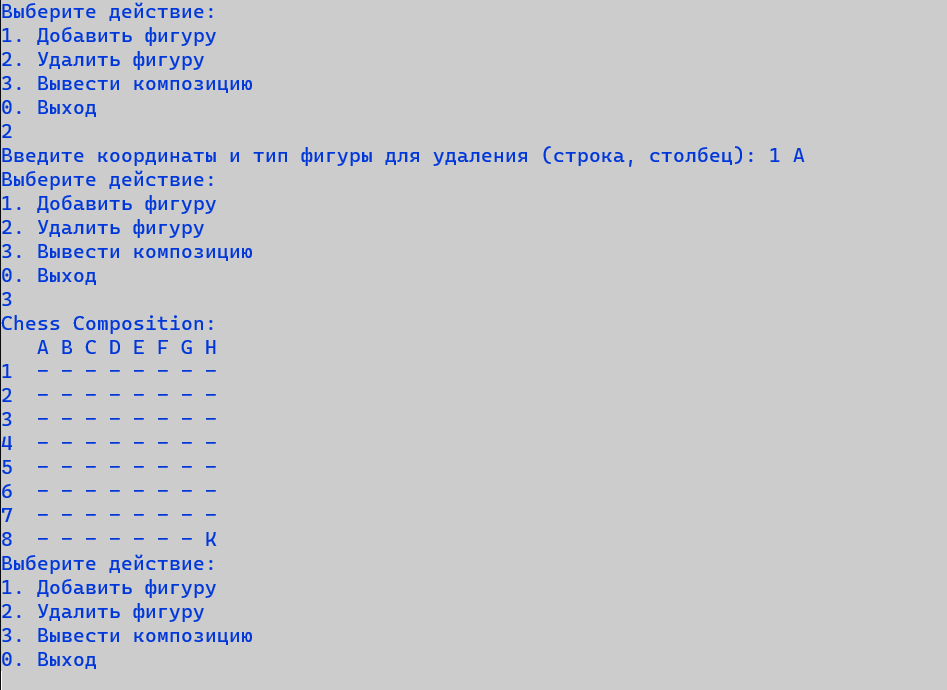 Выберите действие:
1. Добавить фигуру
2. Удалить фигуру
3. Вывести композицию
0. Выход
2
Введите координаты и тип фигуры для удаления (строка, столбец): 1 A
Выберите действие:
1. Добавить фигуру
2. Удалить фигуру
3. Вывести композицию
0. Выход
3
Chess Composition:
   A B C D E F G H
1  - - - - - - - -
2  - - - - - - - -
3  - - - - - - - -
4  - - - - - - - -
5  - - - - - - - -
6  - - - - - - - -
7  - - - - - - - -
8  - - - - - - - K
Выберите действие:
1. Добавить фигуру
2. Удалить фигуру
3. Вывести композицию
0. Выход